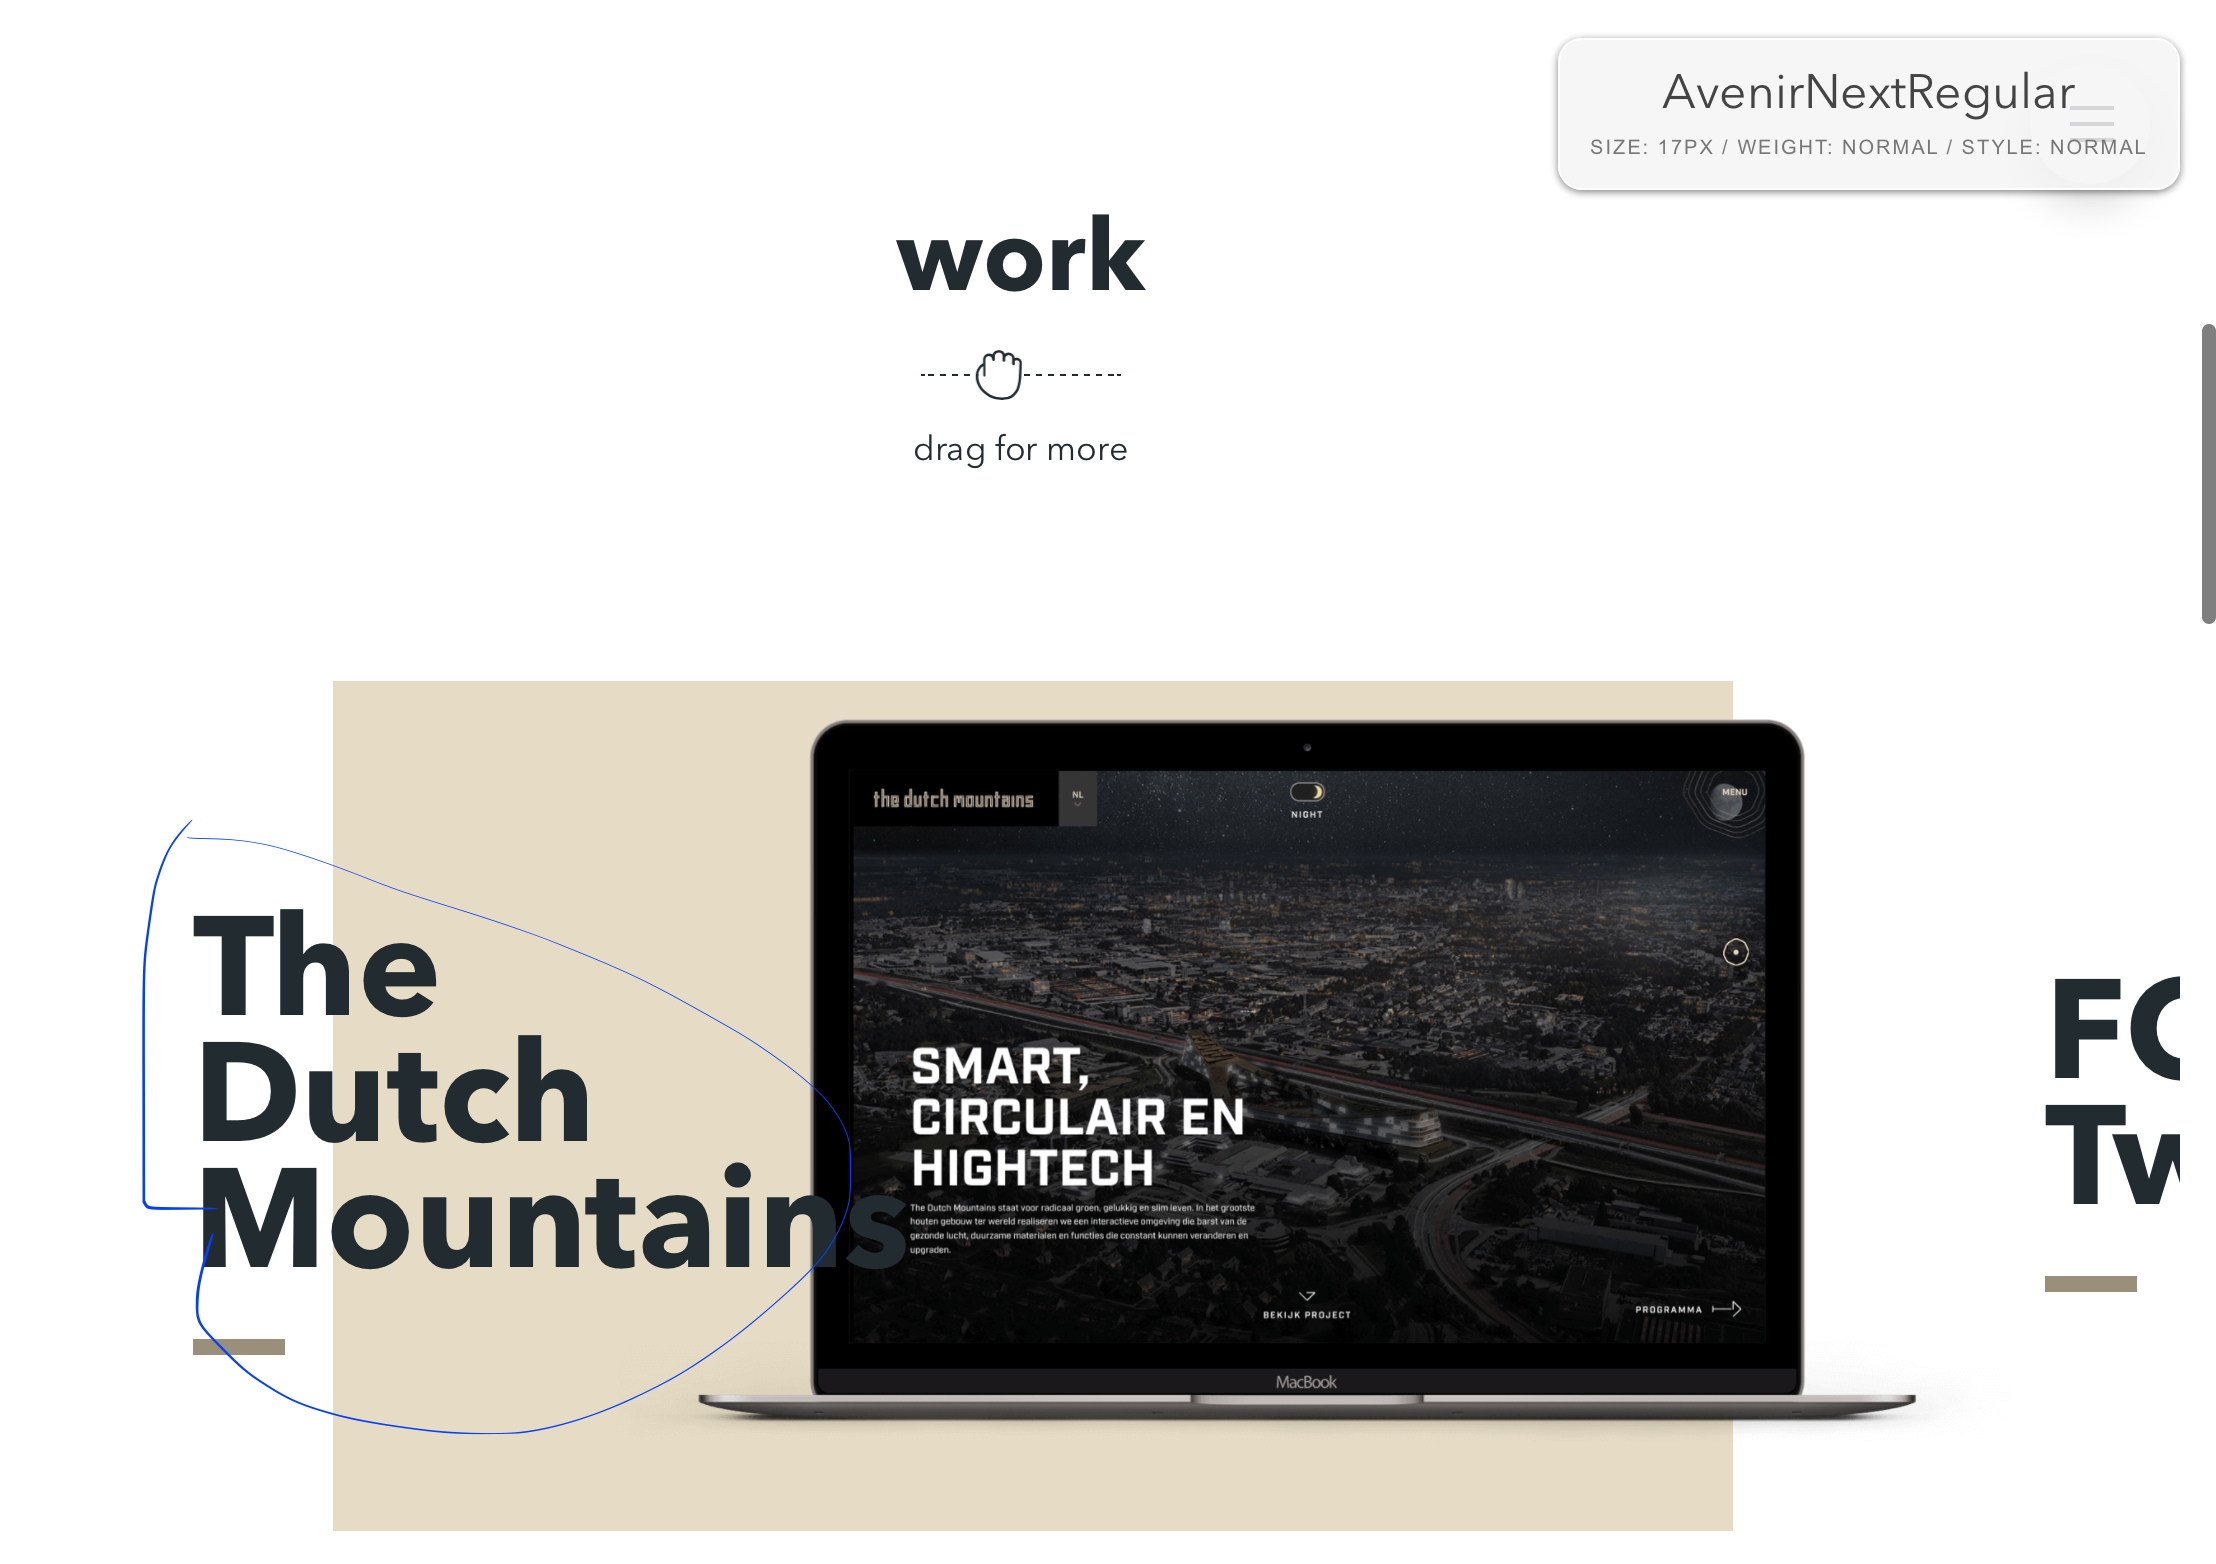 AvenirNextRegular
SIZE: 17PX / WEIGHT: NORMAL / STYLE: NORMAL
work
drag for more
the dutch mountains
NL
NIGHT
MENU
The
Dutch
Mountains
SMART,
CIRCULAIR EN
HIGHTECH
The Dutch Mountains staat voor radicaal groen, gelukkig en slim leven. In het grootste
houten gebouw ter wereld realiseren we een interactieve omgeving die barst van de
gezonde lucht, duurzame materialen en functies die constant kunnen veranderen en
upgraden.
BEKIJK PROJECT
PROGRAMMA
MacBook
FC
Tw